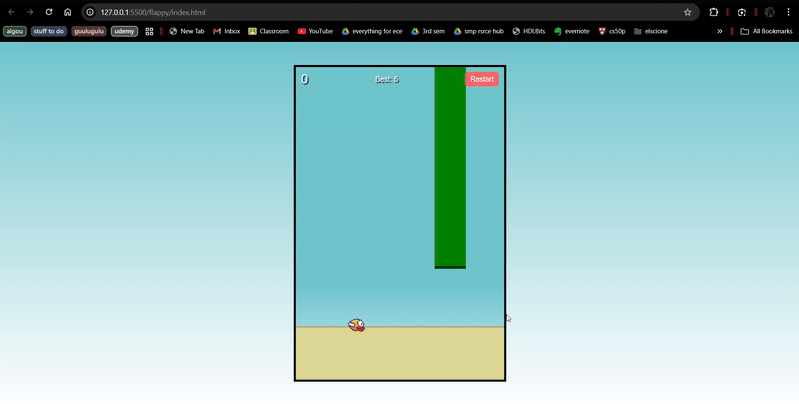 127.0.0.1:5500/flappy/index.html
algou stuff to do guulugulu udemy New Tab Inbox Classroom YouTube everything for ece 3rd sem smp rsrce hub HDLBits evernote cs50p elscione » All Bookmarks
0 Best: 6 Restart